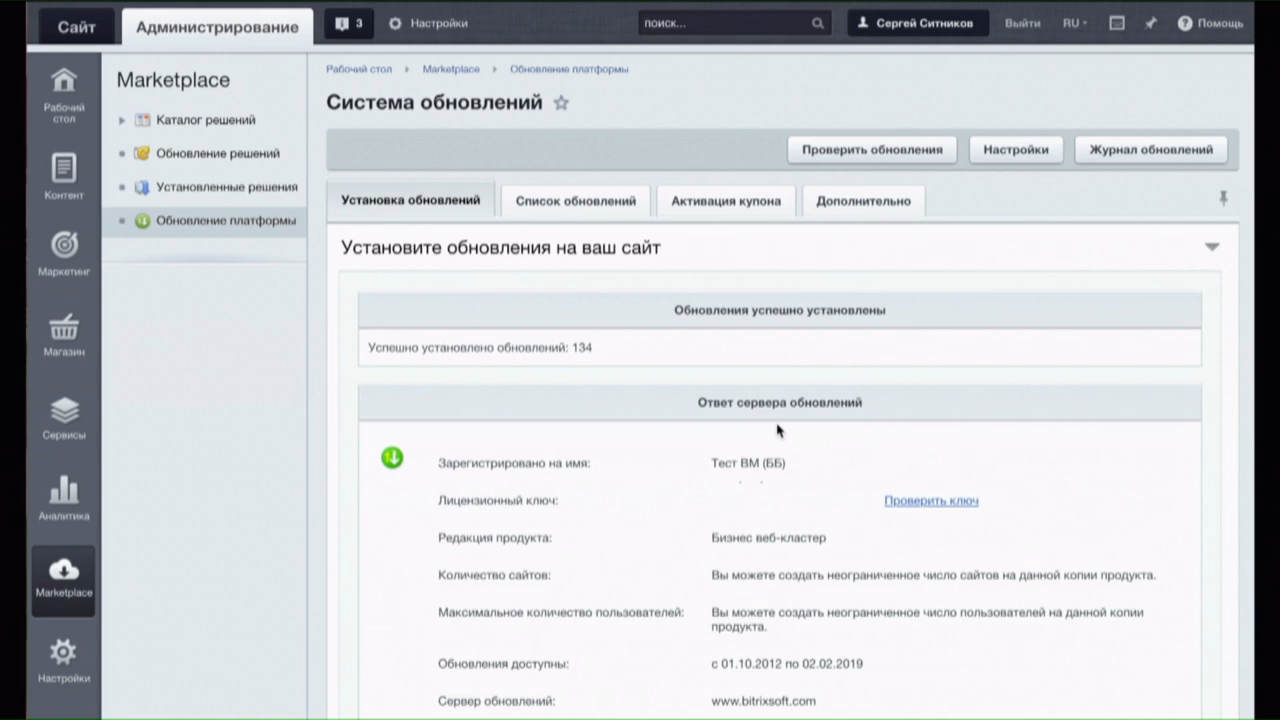 Сайт
Администрирование
3
Настройки
поиск...
Сергей Ситников
Выйти
RU
Помощь
Рабочий стол
Контент
Маркетинг
Магазин
Сервисы
Аналитика
Marketplace
Настройки
Marketplace
Каталог решений
Обновление решений
Установленные решения
Обновление платформы
Рабочий стол
Marketplace
Обновление платформы
Система обновлений
Проверить обновления
Настройки
Журнал обновлений
Установка обновлений
Список обновлений
Активация купона
Дополнительно
Установите обновления на ваш сайт
Обновления успешно установлены
Успешно установлено обновлений: 134
Ответ сервера обновлений
Зарегистрировано на имя: Тест ВМ (ББ)
Лицензионный ключ: Проверить ключ
Редакция продукта: Бизнес веб-кластер
Количество сайтов: Вы можете создать неограниченное число сайтов на данной копии продукта.
Максимальное количество пользователей: Вы можете создать неограниченное число пользователей на данной копии
продукта.
Обновления доступны: с 01.10.2012 по 02.02.2019
Сервер обновлений: www.bitrixsoft.com